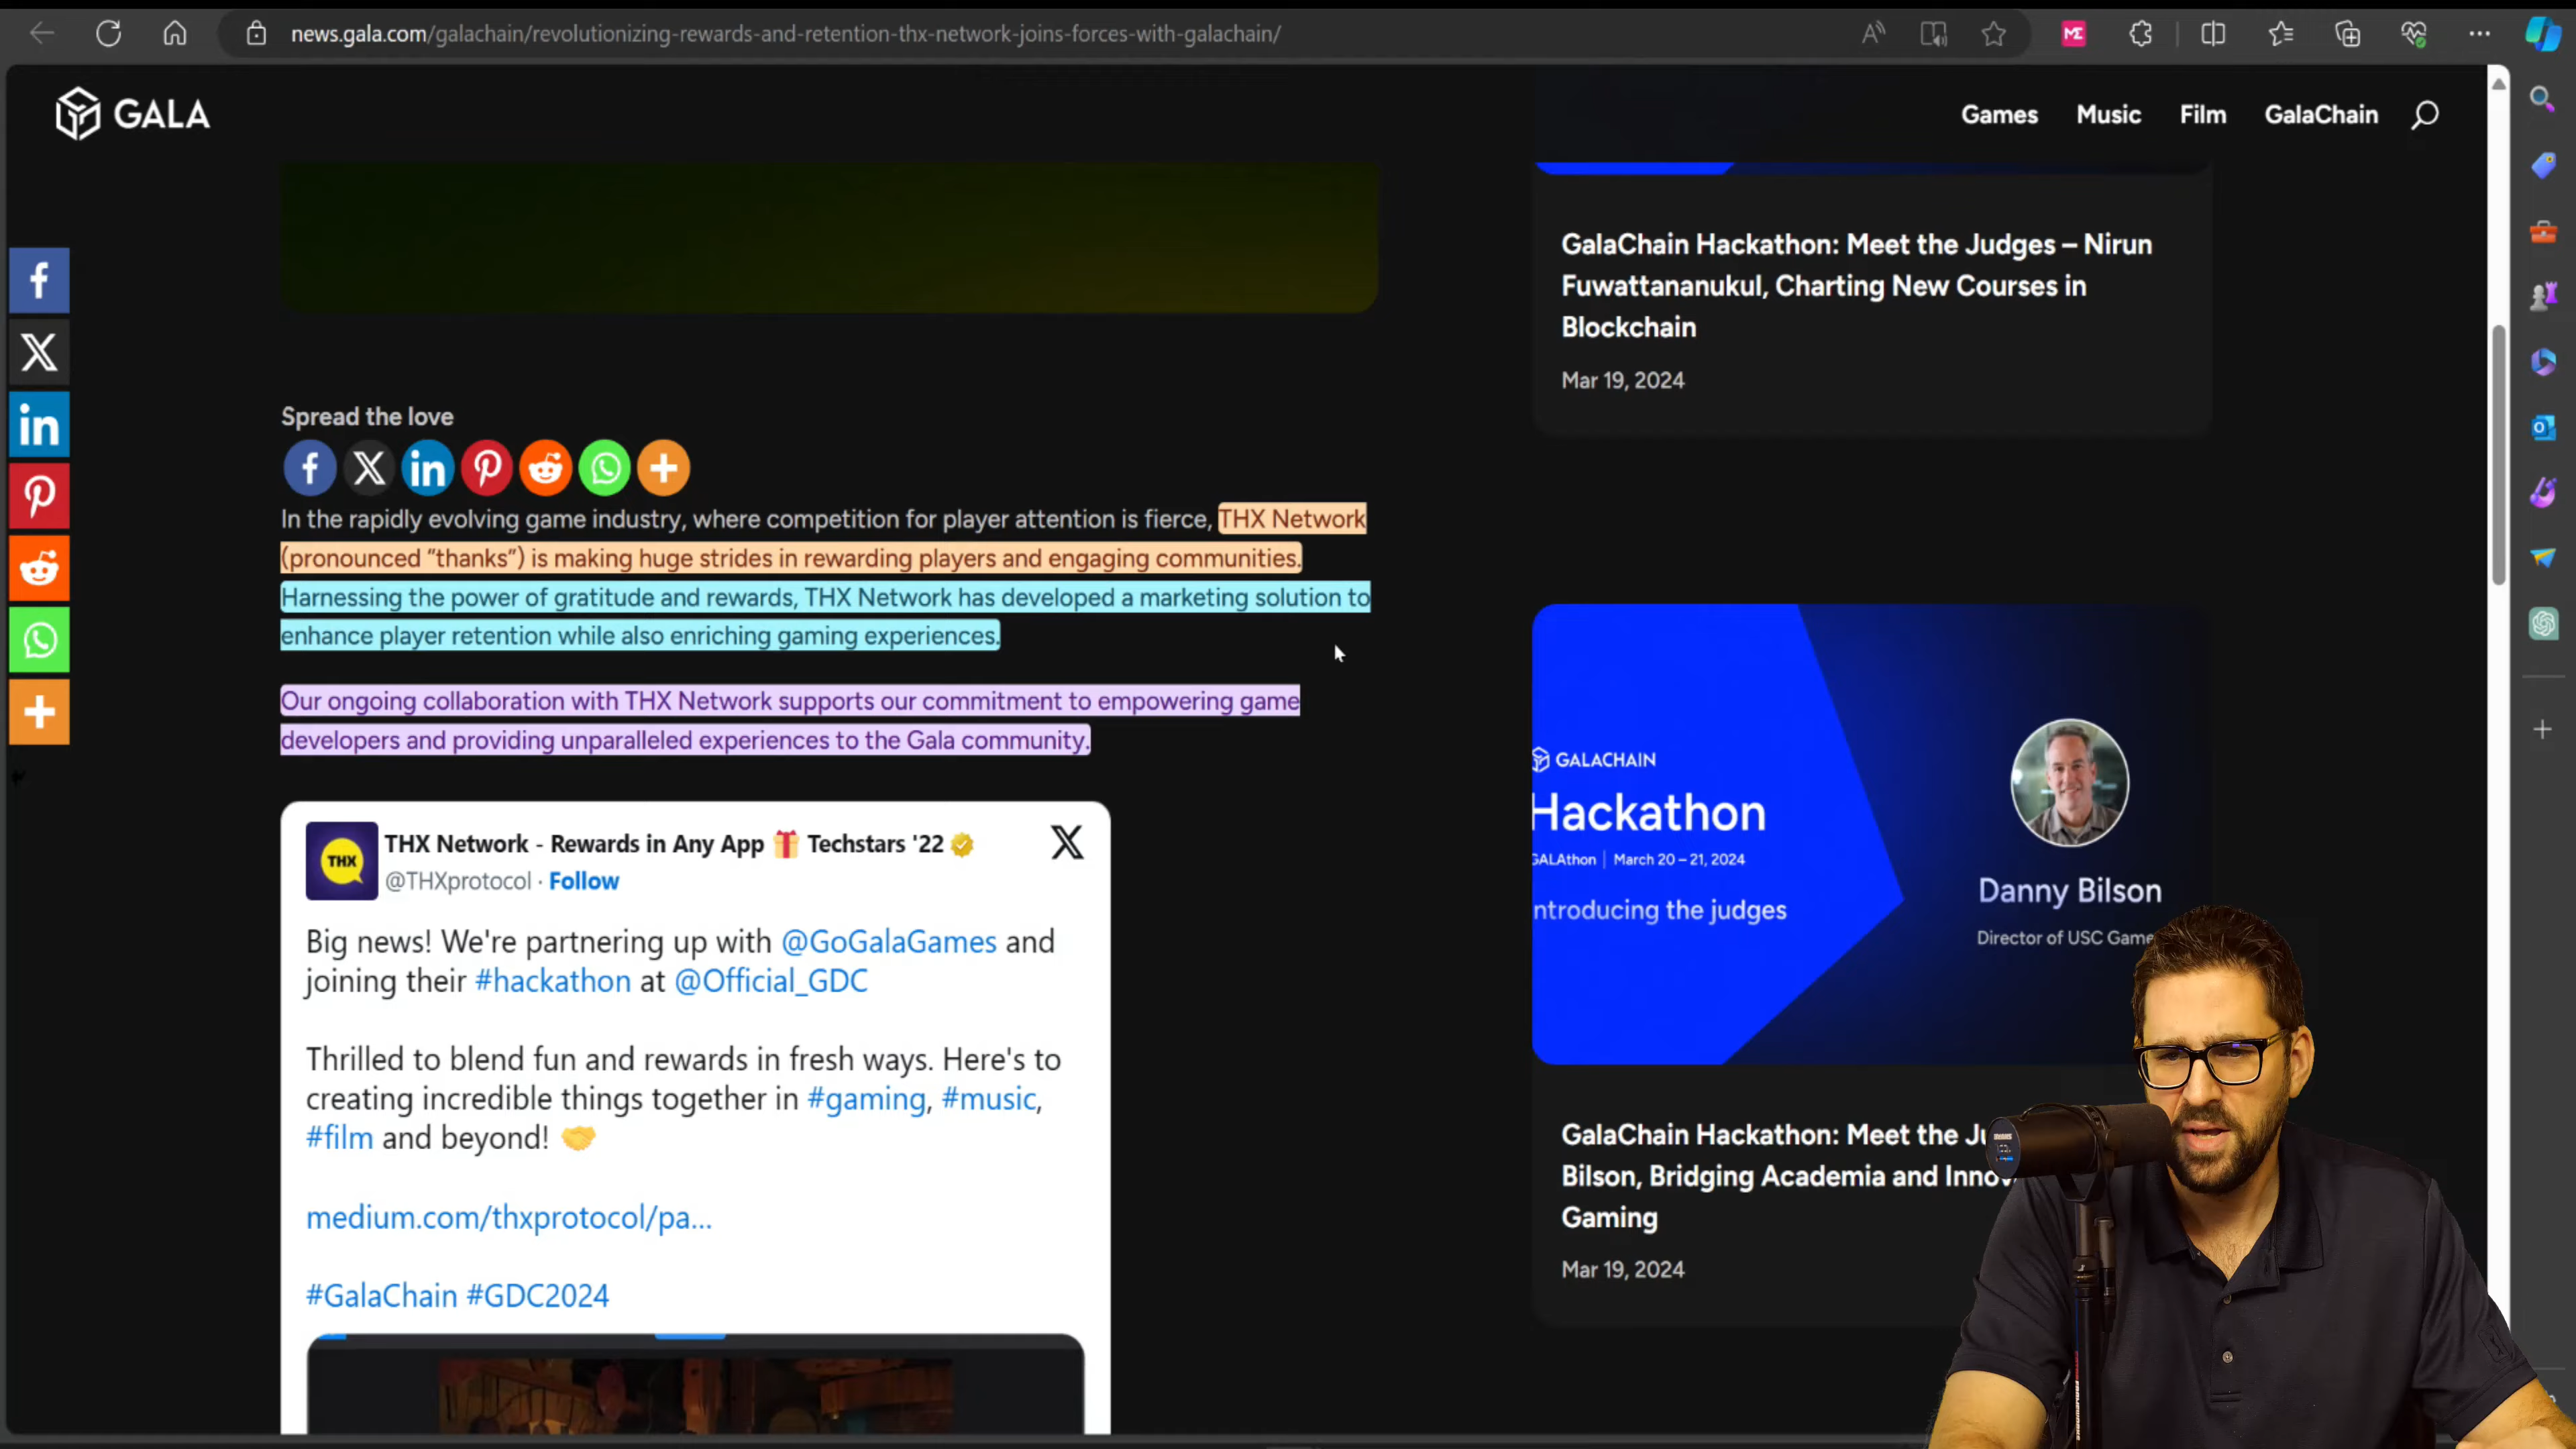 news.gala.com/galachain/revolutionizing-rewards-and-retention-thx-network-joins-forces-with-galachain/
GALA
Games
Music
Film
GalaChain
GalaChain Hackathon: Meet the Judges – Nirun
Fuwattananukul, Charting New Courses in
Blockchain
Mar 19, 2024
Spread the love
In the rapidly evolving game industry, where competition for player attention is fierce, THX Network
(pronounced “thanks”) is making huge strides in rewarding players and engaging communities.
Harnessing the power of gratitude and rewards, THX Network has developed a marketing solution to
enhance player retention while also enriching gaming experiences.
Our ongoing collaboration with THX Network supports our commitment to empowering game
developers and providing unparalleled experiences to the Gala community.
THX
THX Network - Rewards in Any App 🎁 Techstars '22
@THXprotocol · Follow
Big news! We're partnering up with @GoGalaGames and
joining their #hackathon at @Official_GDC
Thrilled to blend fun and rewards in fresh ways. Here's to
creating incredible things together in #gaming, #music,
#film and beyond! 🤝
medium.com/thxprotocol/pa...
#GalaChain #GDC2024
GALACHAIN
Hackathon
GALAthon | March 20 – 21, 2024
ntroducing the judges
Danny Bilson
Director of USC Game
GalaChain Hackathon: Meet the Ju
Bilson, Bridging Academia and Innov
Gaming
Mar 19, 2024